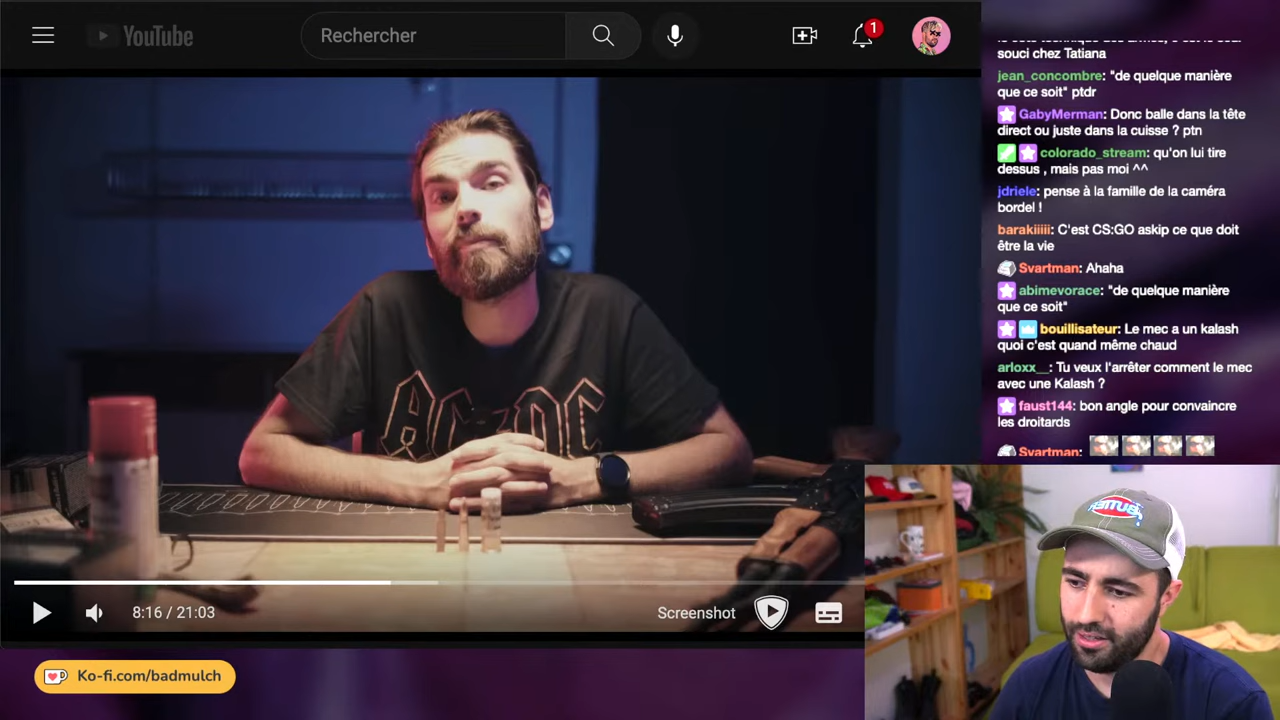 YouTube
Rechercher
1
AC DC
8:16 / 21:03
Screenshot
Ko-fi.com/badmulch
souci chez Tatiana
jean_concombre: "de quelque manière
que ce soit" ptdr
GabyMerman: Donc balle dans la tête
direct ou juste dans la cuisse ? ptn
colorado_stream: qu'on lui tire
dessus , mais pas moi ^^
jdriele: pense à la famille de la caméra
bordel !
barakiiiii: C'est CS:GO askip ce que doit
être la vie
Svartman: Ahaha
abimevorace: "de quelque manière
que ce soit"
bouillisateur: Le mec a un kalash
quoi c'est quand même chaud
arloxx__: Tu veux l'arrêter comment le mec
avec une Kalash ?
faust144: bon angle pour convaincre
les droitards
Svartman: